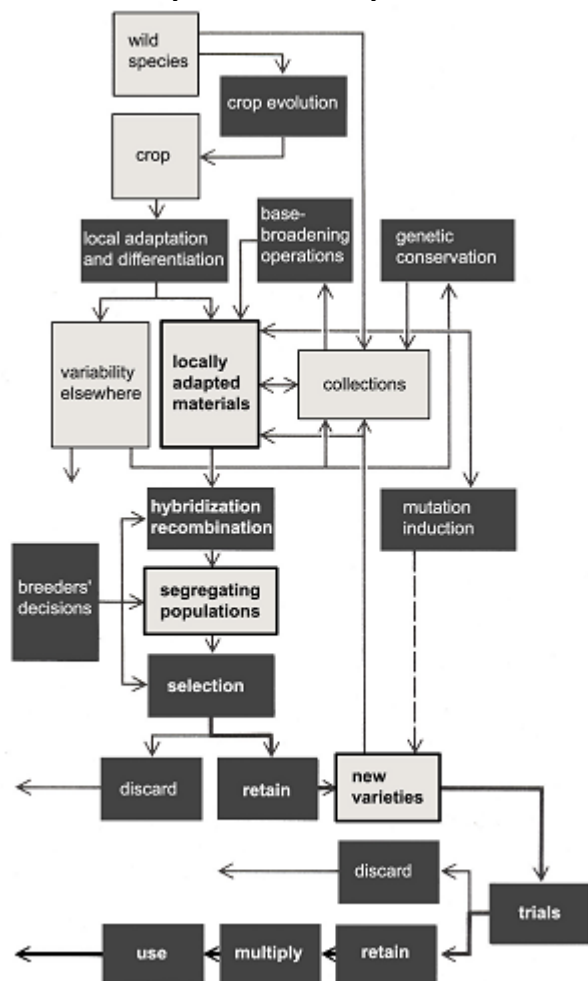 wild
species
crop evolution
crop
local adaptation
and differentiation
base-
broadening
operations
genetic
conservation
variability
elsewhere
locally
adapted
materials
collections
hybridization
recombination
mutation
induction
breeders'
decisions
segregating
populations
selection
discard
retain
new
varieties
discard
trials
use
multiply
retain